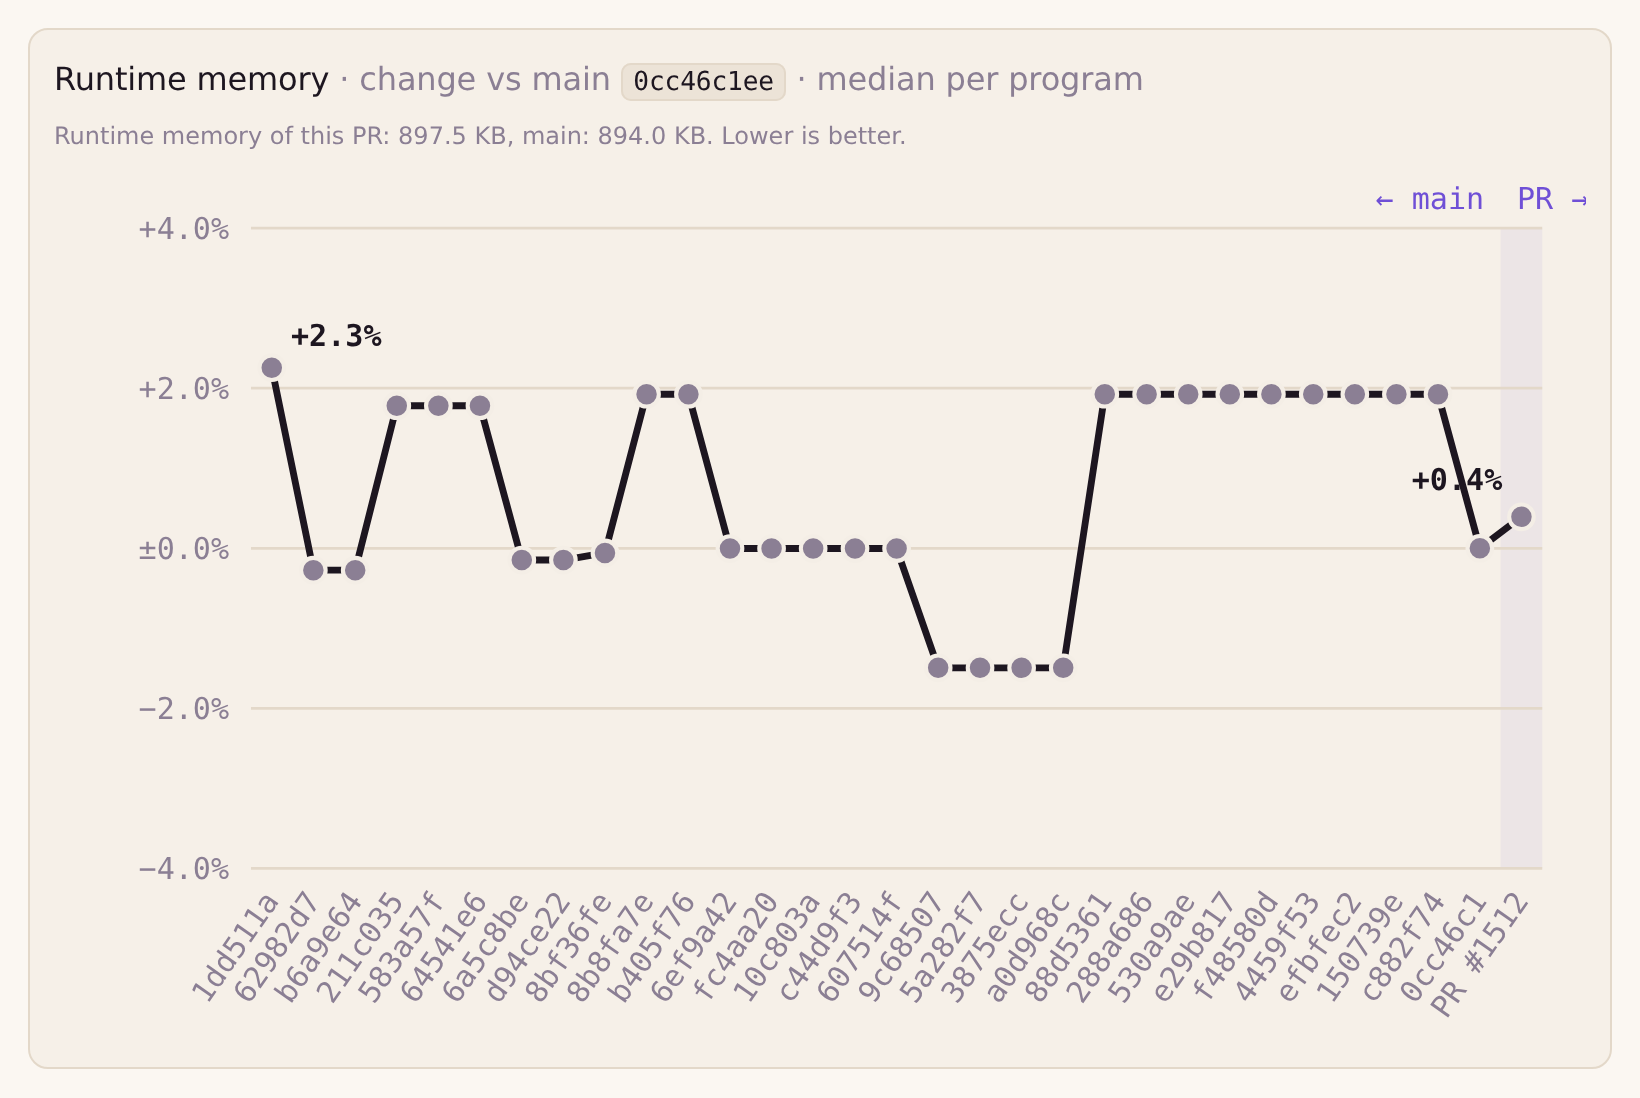 Runtime memory · change vs main 0cc46c1ee · median per program
Runtime memory of this PR: 897.5 KB, main: 894.0 KB. Lower is better.
← main PR →
+4.0%
+2.3%
+2.0%
+0.4%
±0.0%
−2.0%
−4.0%
1dd511a
62982d7
b6a9e64
211c035
583a57f
64541e6
6a5c8be
d94ce22
8bf36fe
8b8fa7e
b405f76
6ef9a42
fc4aa20
10c803a
c44d9f3
607514f
9c68507
5a282f7
3875ecc
a0d968c
88d5361
288a686
530a9ae
e29b817
f48580d
4459f53
efbfec2
150739e
c882f74
0cc46c1
PR #1512